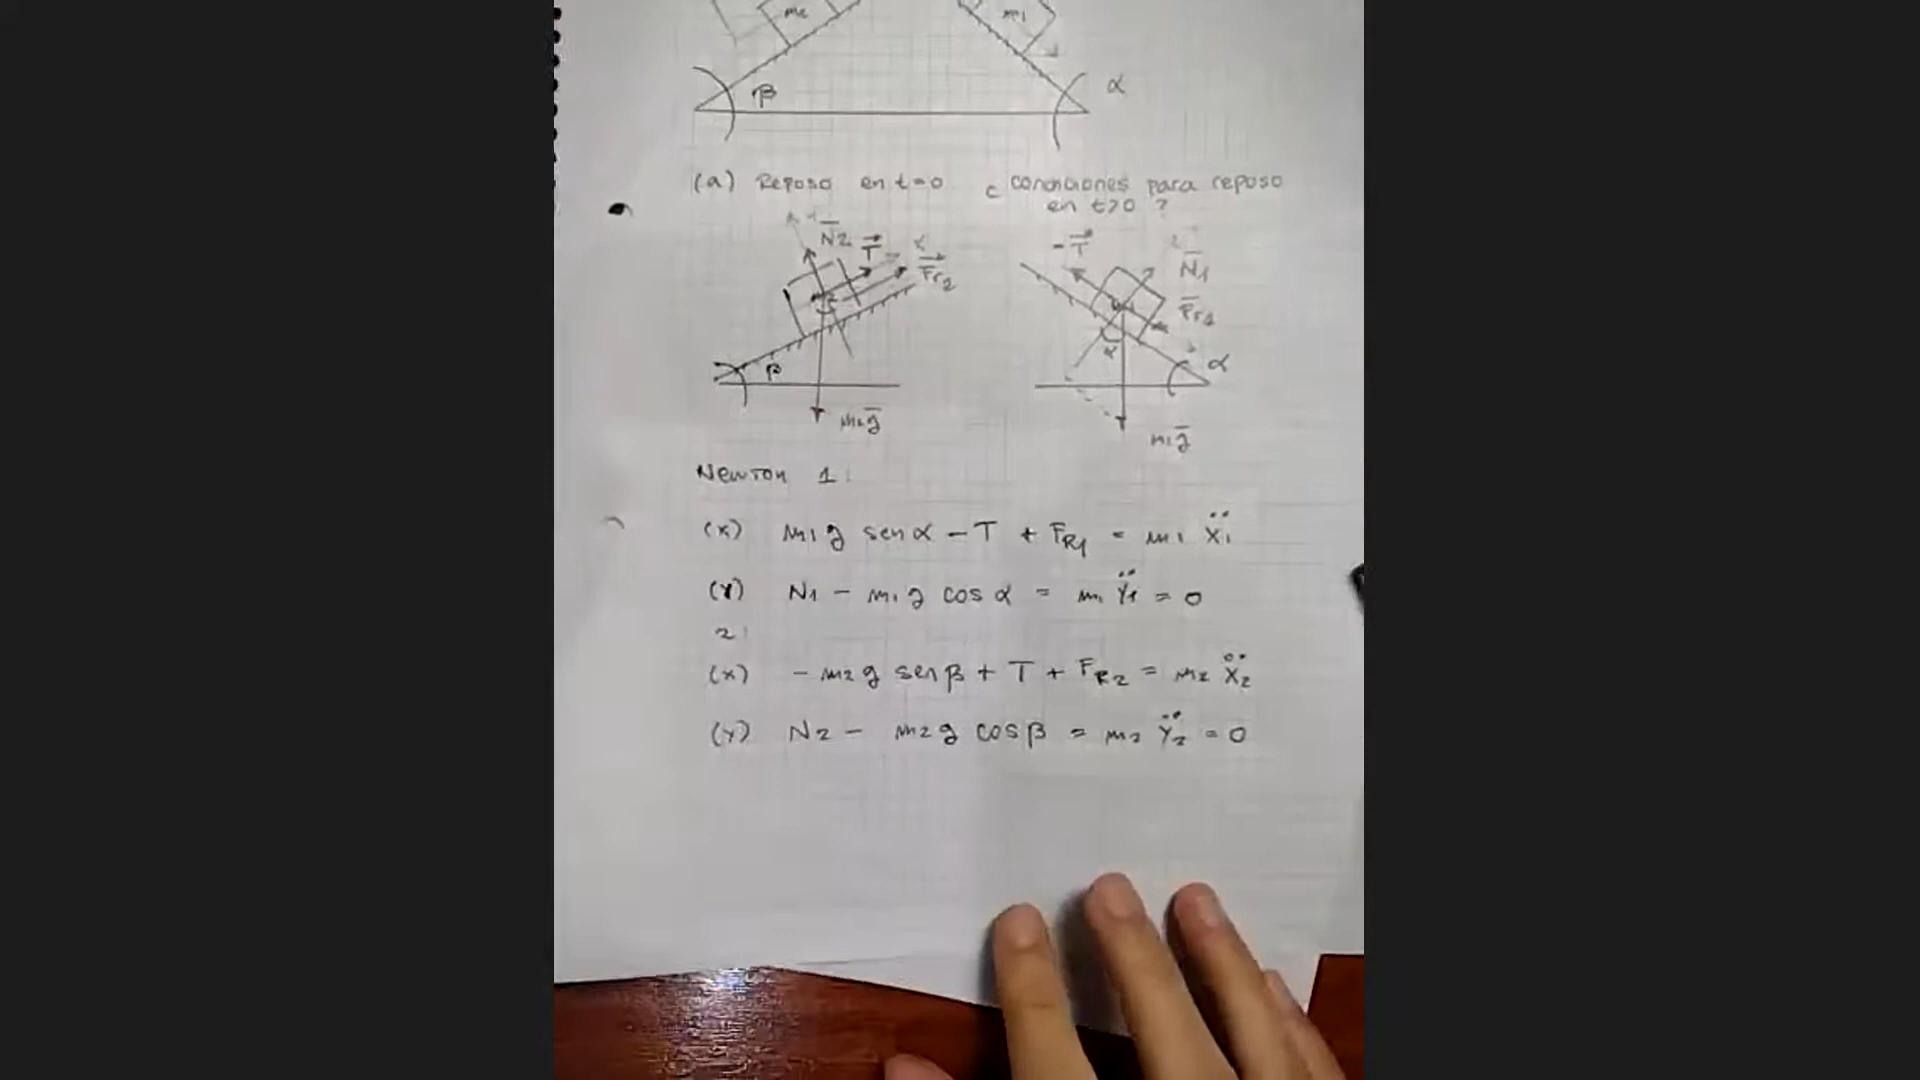 m2 m1
β α
(a) Reposo en t=0 ¿ condiciones para reposo
en t>0 ?
N2 T x Fr2
-T N1
Fr1
m2
β α α
m2g
m1g
Newton 1:
(x) m1 g sen α - T + FR1 = m1 ẍ1
(Y) N1 - m1 g cos α = m1 Ÿ1 = 0
2:
(x) - m2 g sen β + T + FR2 = m2 ẍ2
(Y) N2 - m2 g cos β = m2 Ÿ2 = 0